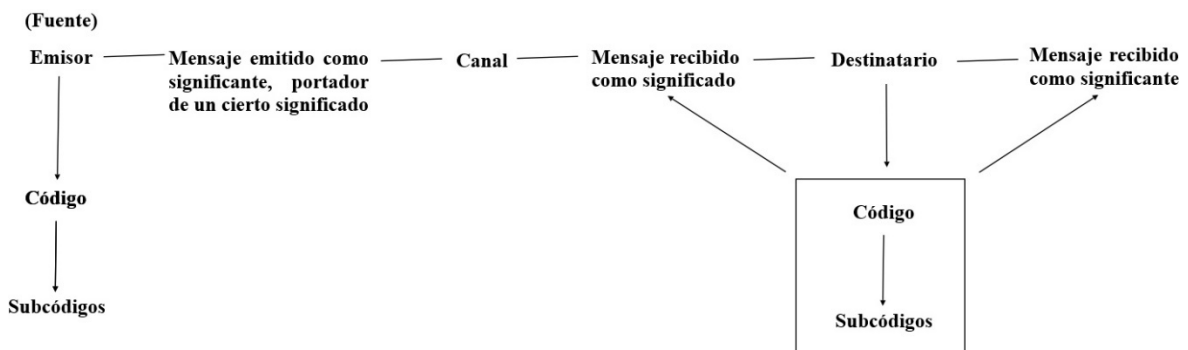 (Fuente)
Emisor
Mensaje emitido como
significante, portador
de un cierto significado
Canal
Mensaje recibido
como significado
Destinatario
Mensaje recibido
como significante
Código
Subcódigos
Código
Subcódigos